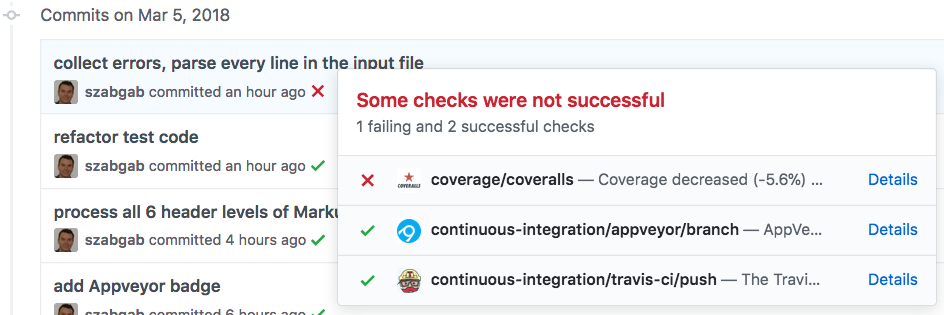 Commits on Mar 5, 2018
collect errors, parse every line in the input file
szabgab committed an hour ago
Some checks were not successful
1 failing and 2 successful checks
refactor test code
szabgab committed an hour ago
COVERALLS
coverage/coveralls — Coverage decreased (-5.6%) ... Details
process all 6 header levels of Marku
szabgab committed 4 hours ago
continuous-integration/appveyor/branch — AppVe... Details
add Appveyor badge
continuous-integration/travis-ci/push — The Travi... Details
szabgab committed 6 hours ago